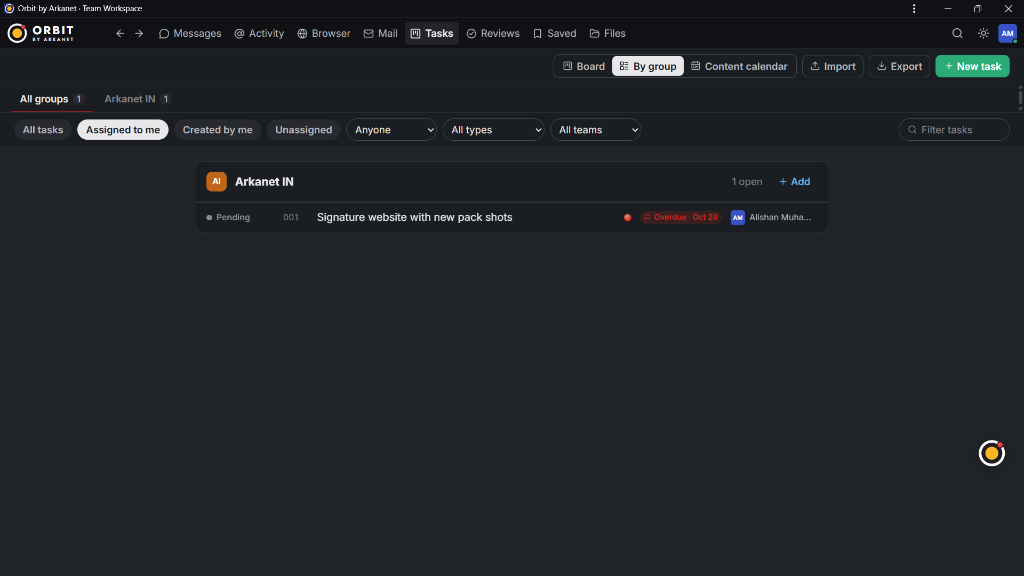 Orbit by Arkanet · Team Workspace
ORBIT
BY ARKANET
Messages
Activity
Browser
Mail
Tasks
Reviews
Saved
Files
AM
Board
By group
Content calendar
Import
Export
+ New task
All groups 1
Arkanet IN 1
All tasks
Assigned to me
Created by me
Unassigned
Anyone
All types
All teams
Filter tasks
AI
Arkanet IN
1 open
+ Add
Pending
001
Signature website with new pack shots
Overdue · Oct 29
AM
Alishan Muha...